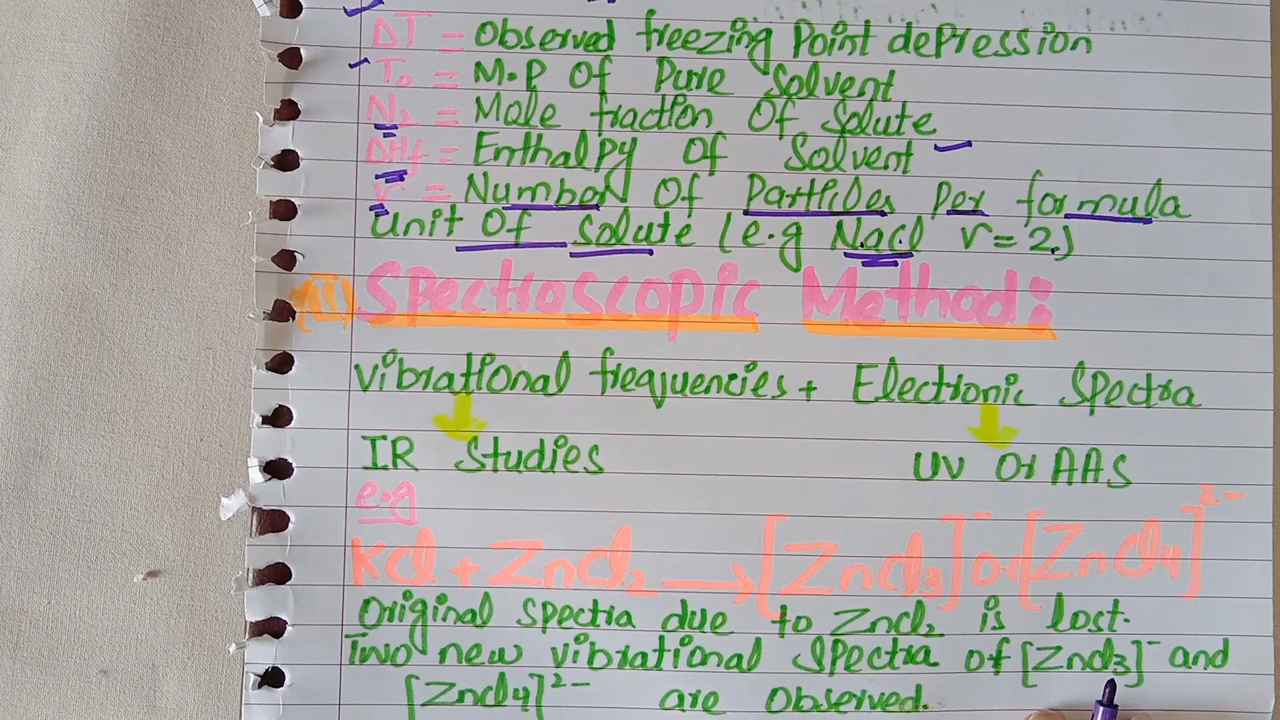 ΔT = Observed freezing Point depression
T₀ = M.P Of Pure Solvent
N₂ = Mole fraction Of Solute
ΔHf = Enthalpy Of Solvent
r = Number Of Particles Per formula
Unit Of Solute (e.g Nacl r=2)
Spectroscopic Method:
Vibrational frequencies + Electronic Spectra
IR Studies UV Or AAS
e.g
KCl + ZnCl₂ → [ZnCl₃]⁻ or [ZnCl₄]²⁻
Original Spectra due to ZnCl₂ is lost.
Two new vibrational Spectra of [ZnCl₃]⁻ and
[ZnCl₄]²⁻ are Observed.